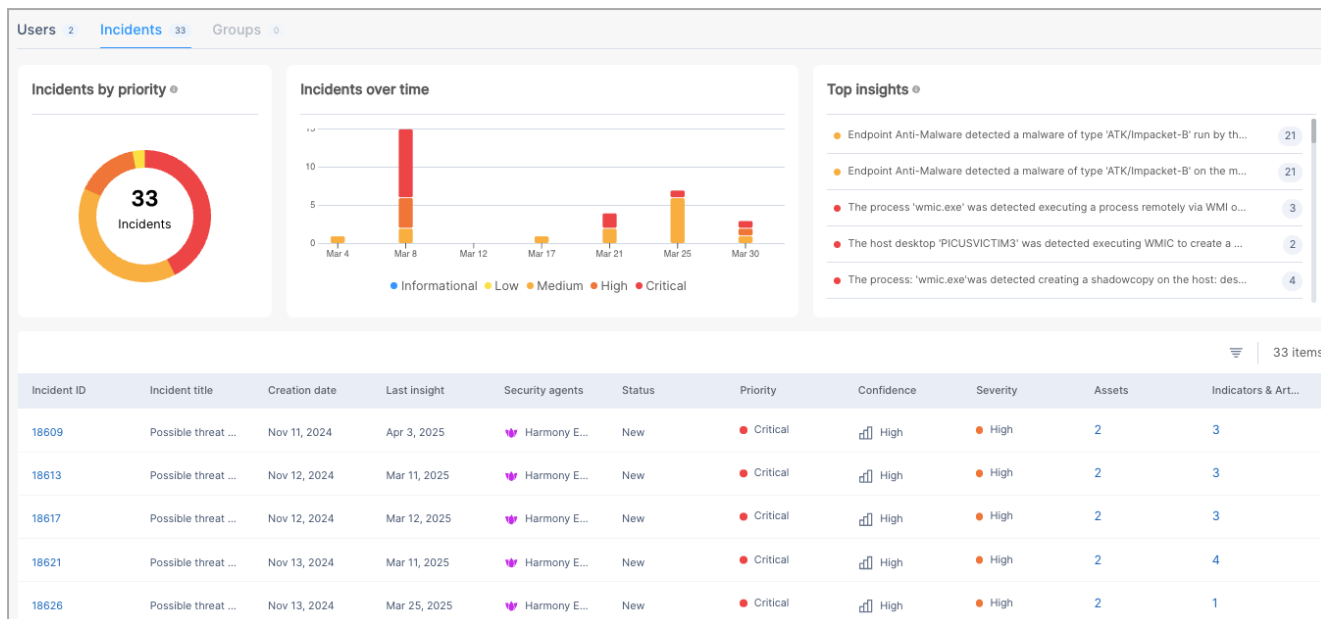 Users 2 Incidents 33 Groups 0
Incidents by priority
33
Incidents
Incidents over time
15
10
5
0
Mar 4 Mar 8 Mar 12 Mar 17 Mar 21 Mar 25 Mar 30
Informational Low Medium High Critical
Top insights
Endpoint Anti-Malware detected a malware of type 'ATK/Impacket-B' run by th... 21
Endpoint Anti-Malware detected a malware of type 'ATK/Impacket-B' on the m... 21
The process 'wmic.exe' was detected executing a process remotely via WMI o... 3
The host desktop 'PICUSVICTIM3' was detected executing WMIC to create a ... 2
The process: 'wmic.exe'was detected creating a shadowcopy on the host: des... 4
33 items
Incident ID Incident title Creation date Last insight Security agents Status Priority Confidence Severity Assets Indicators & Art...
18609 Possible threat ... Nov 11, 2024 Apr 3, 2025 Harmony E... New Critical High High 2 3
18613 Possible threat ... Nov 12, 2024 Mar 11, 2025 Harmony E... New Critical High High 2 3
18617 Possible threat ... Nov 12, 2024 Mar 12, 2025 Harmony E... New Critical High High 2 3
18621 Possible threat ... Nov 13, 2024 Mar 11, 2025 Harmony E... New Critical High High 2 4
18626 Possible threat ... Nov 13, 2024 Mar 25, 2025 Harmony E... New Critical High High 2 1